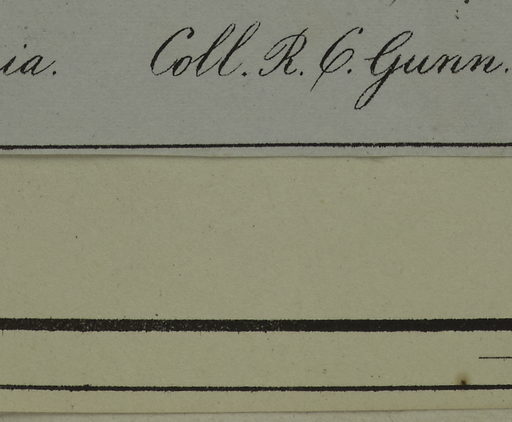 ia. Coll. R. C. Gunn.